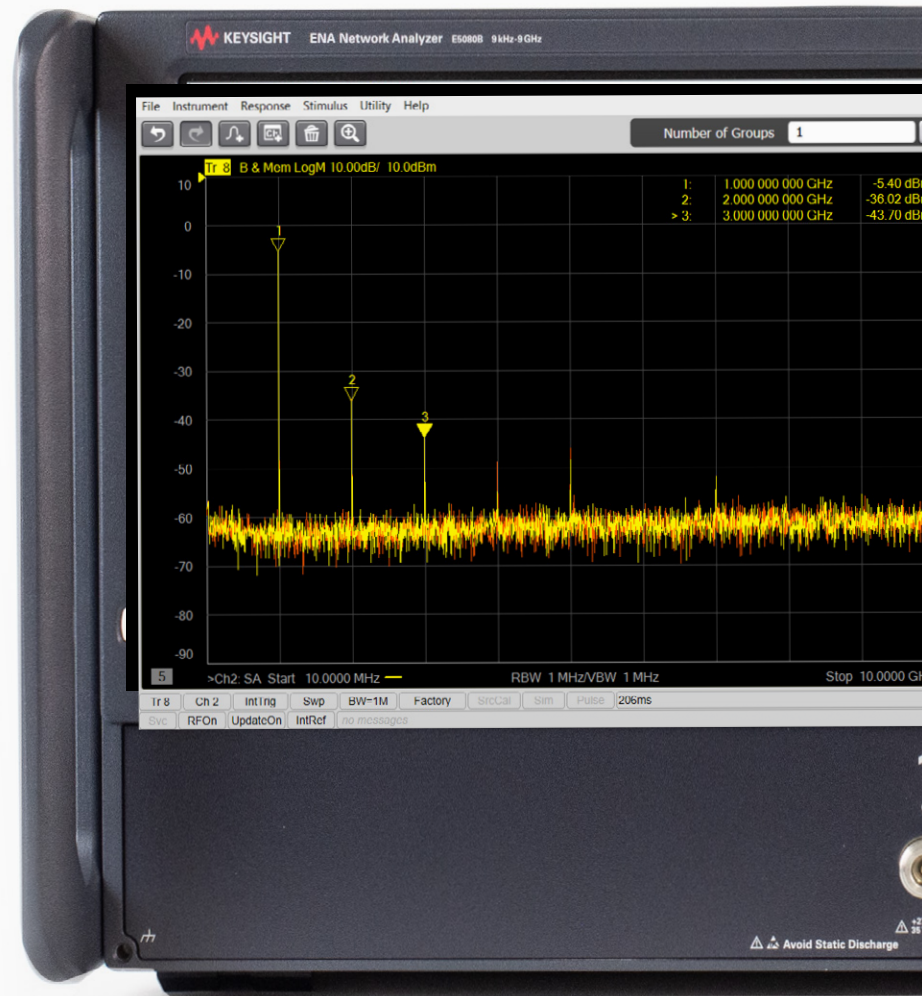 KEYSIGHT ENA Network Analyzer E5080B 9 kHz-9 GHz
File Instrument Response Stimulus Utility Help
Number of Groups 1
Tr 8 B & Mom LogM 10.00dB/ 10.0dBm
10
1: 1.000 000 000 GHz -5.40 dB
2: 2.000 000 000 GHz -36.02 dB
> 3: 3.000 000 000 GHz -43.70 dB
0
1
-10
-20
-30
2
-40
3
-50
-60
-70
-80
-90
5 >Ch2: SA Start 10.0000 MHz RBW 1 MHz/VBW 1 MHz Stop 10.0000 GH
Tr 8 Ch 2 IntTrig Swp BW=1M Factory SrcCal Sim Pulse 206ms
Svc RFOn UpdateOn IntRef no messages
Avoid Static Discharge